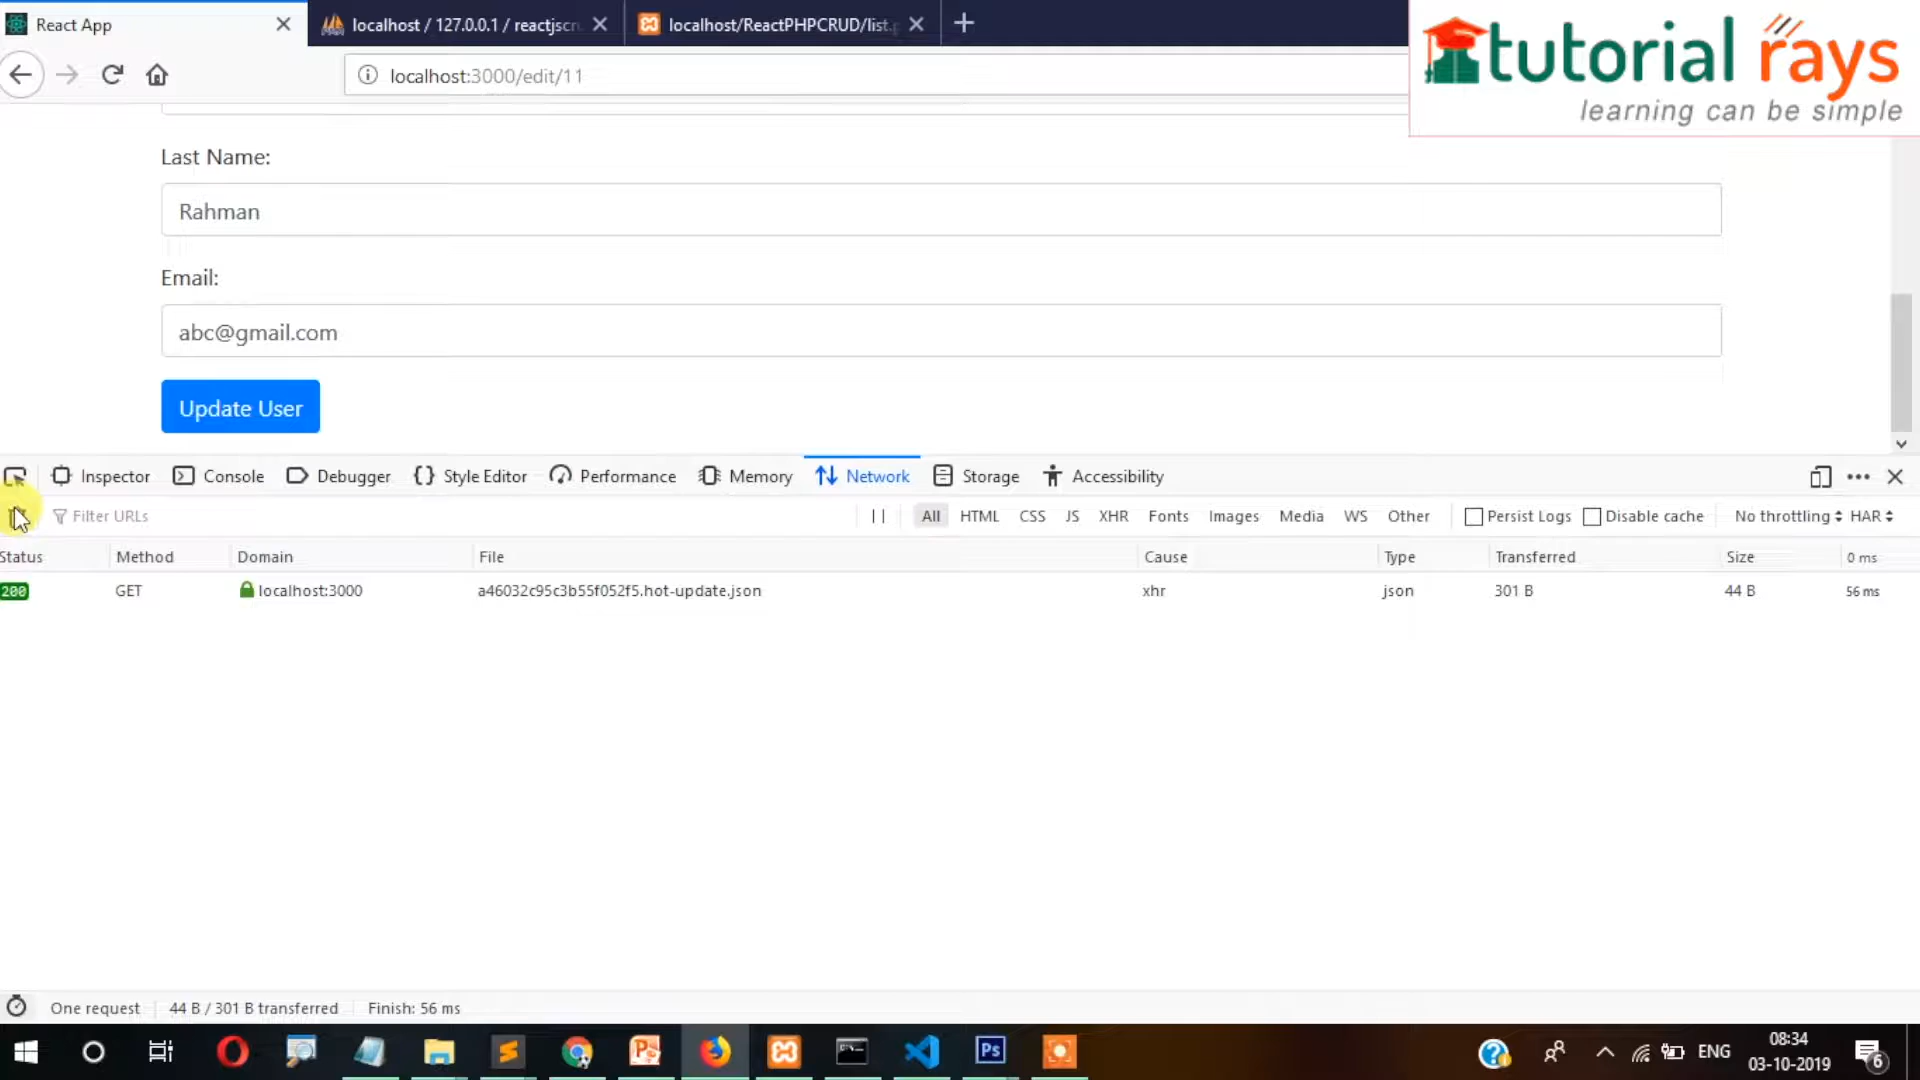 React App
localhost / 127.0.0.1 / reactjscru
localhost/ReactPHPCRUD/list.p
tutorial rays
learning can be simple
localhost:3000/edit/11
Last Name:
Rahman
Email:
abc@gmail.com
Update User
Inspector Console Debugger Style Editor Performance Memory Network Storage Accessibility
Filter URLs All HTML CSS JS XHR Fonts Images Media WS Other Persist Logs Disable cache No throttling HAR
Status Method Domain File Cause Type Transferred Size 0 ms
200 GET localhost:3000 a46032c95c3b55f052f5.hot-update.json xhr json 301 B 44 B 56 ms
One request 44 B / 301 B transferred Finish: 56 ms
ENG
08:34
03-10-2019
6
Ps